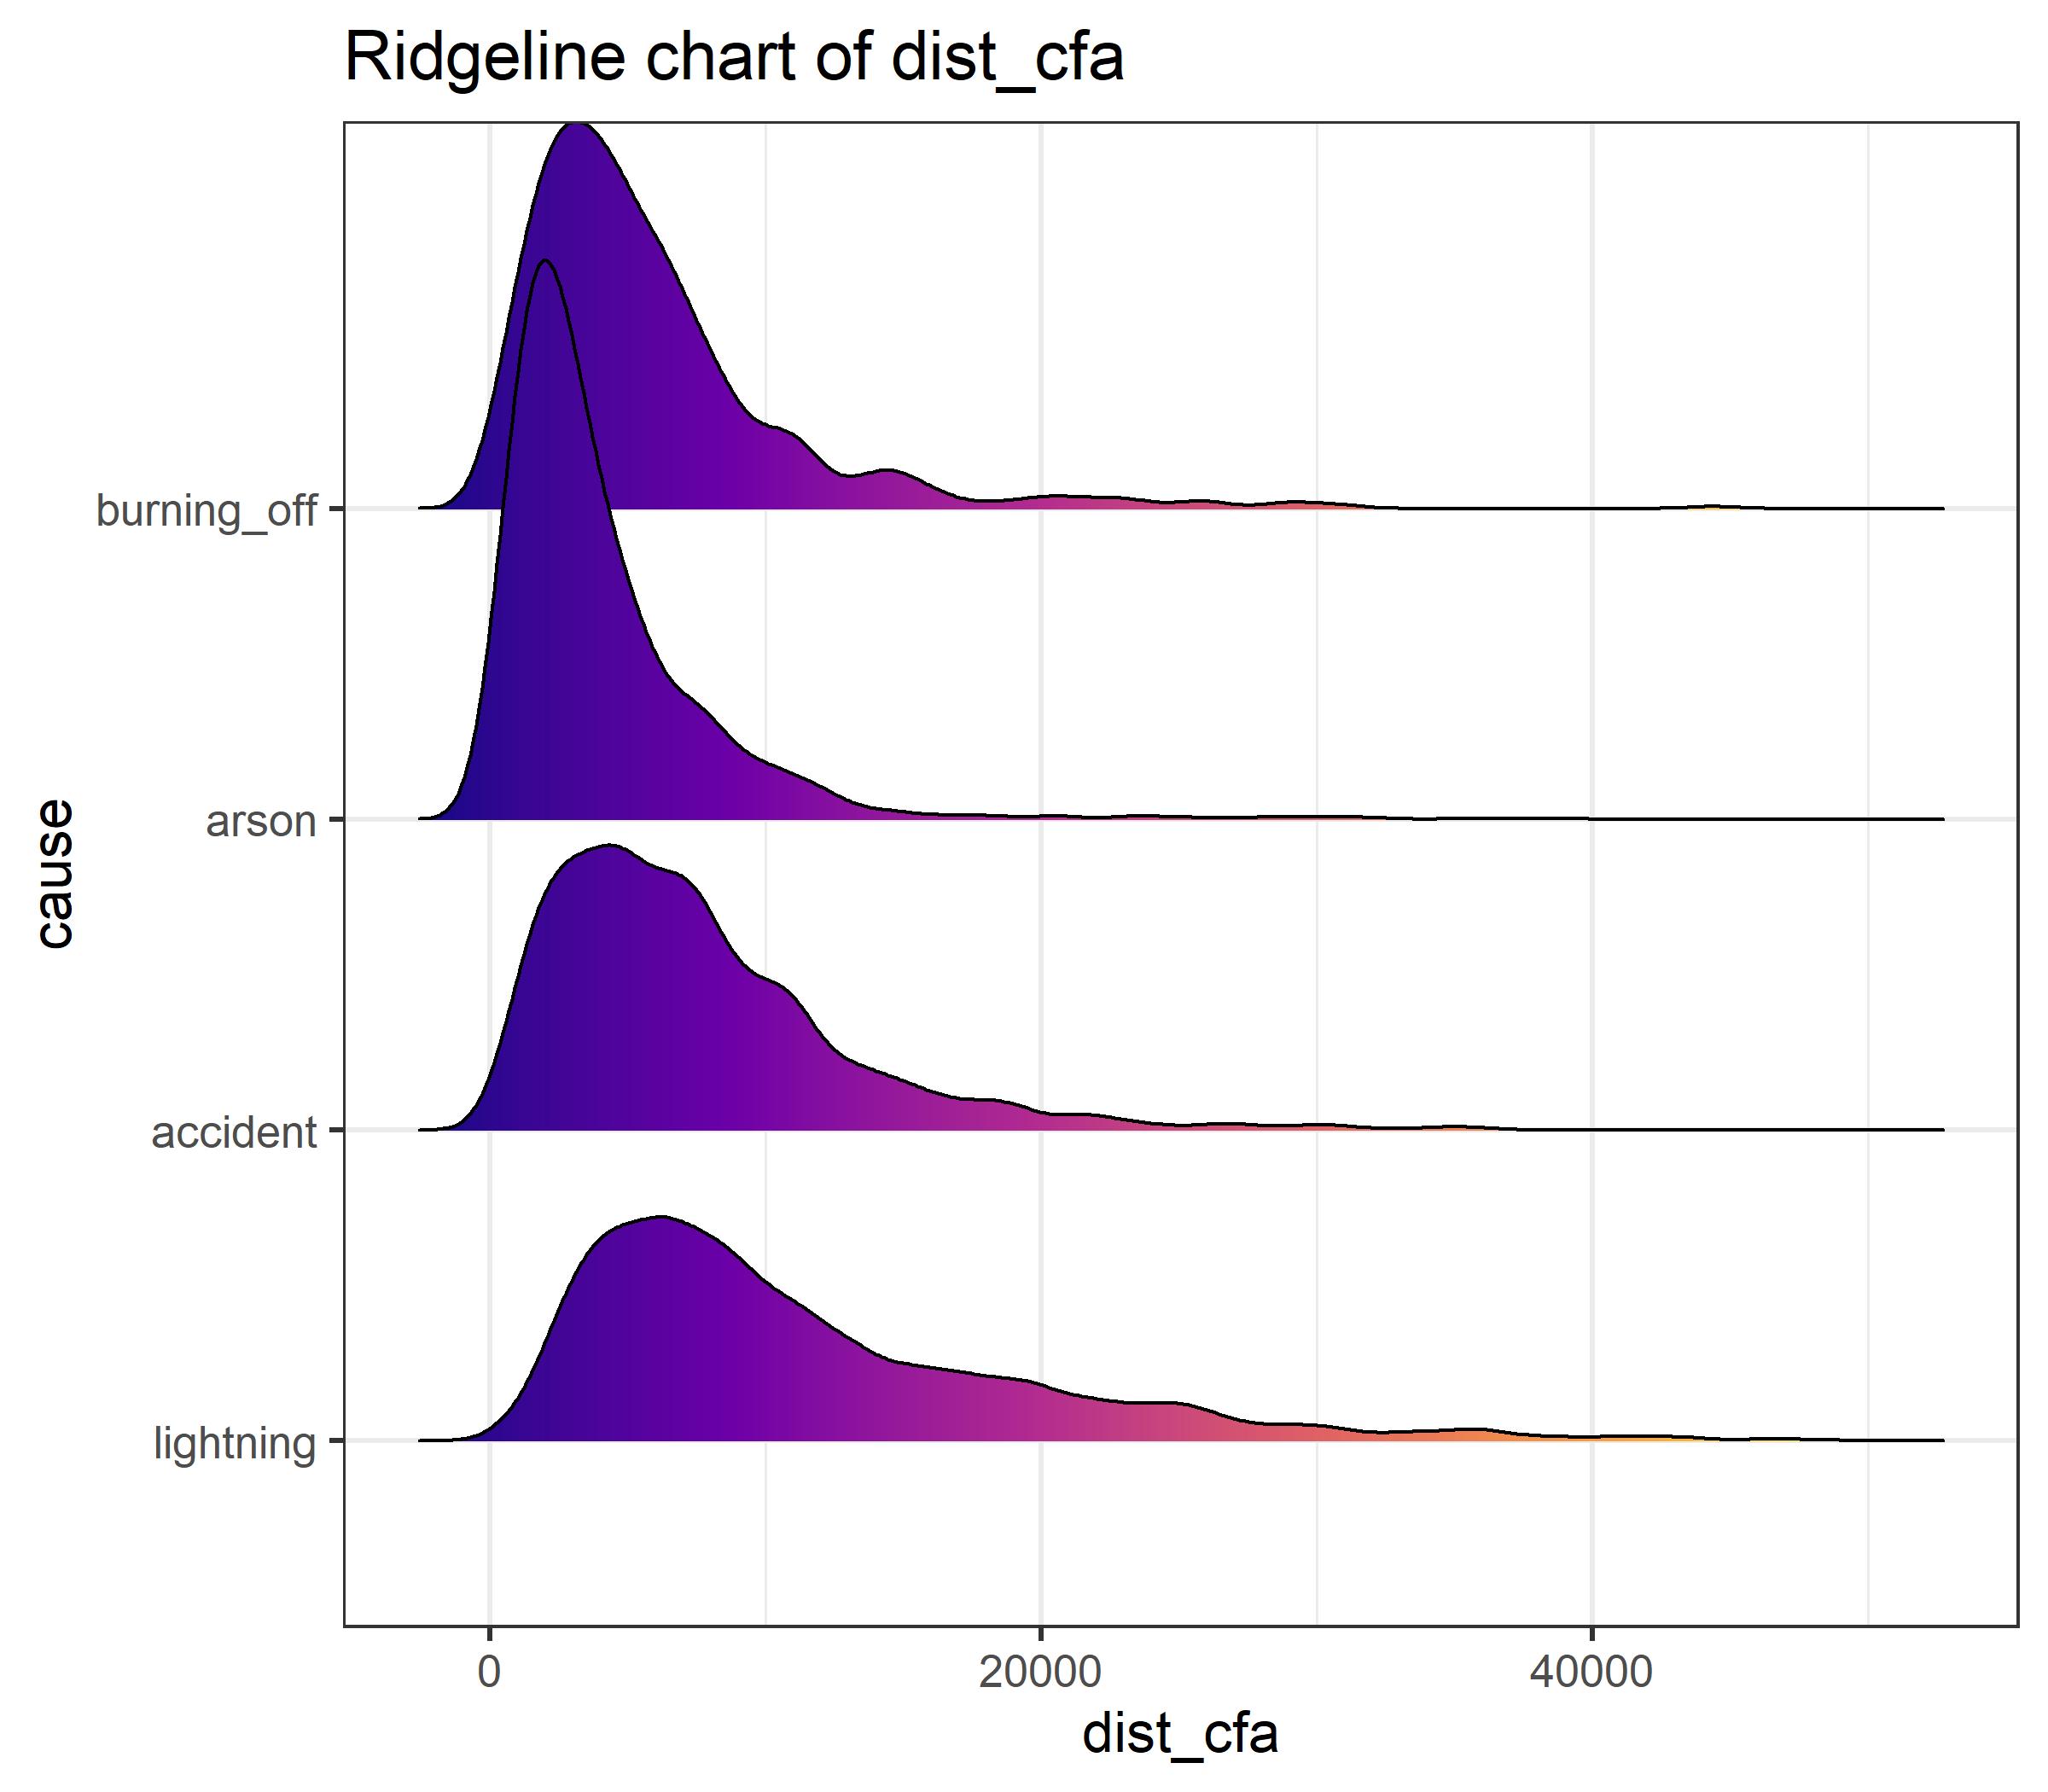 Ridgeline chart of dist_cfa
cause
burning_off
arson
accident
lightning
0
20000
40000
dist_cfa